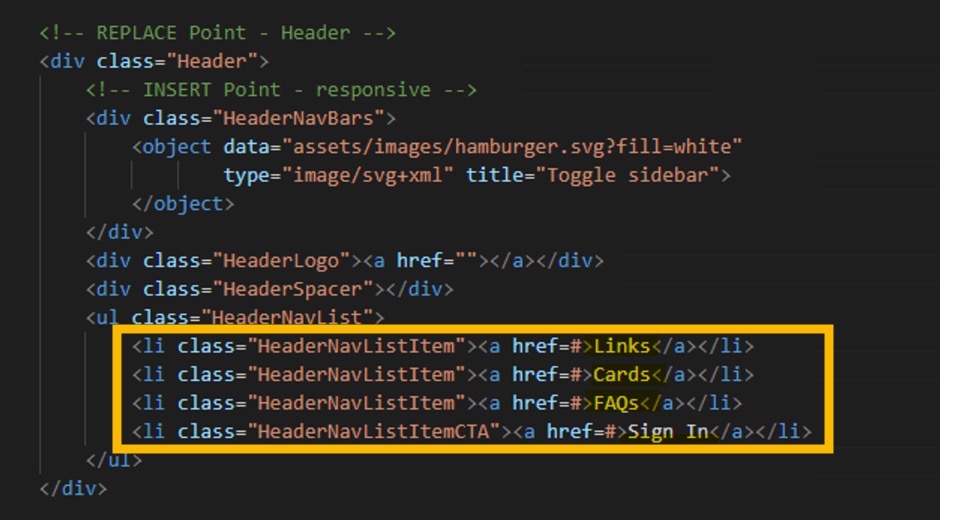 <!-- REPLACE Point - Header -->
<div class="Header">
<!-- INSERT Point - responsive -->
<div class="HeaderNavBars">
<object data="assets/images/hamburger.svg?fill=white"
type="image/svg+xml" title="Toggle sidebar">
</object>
</div>
<div class="HeaderLogo"><a href=""></a></div>
<div class="HeaderSpacer"></div>
<ul class="HeaderNavList">
<li class="HeaderNavListItem"><a href=#>Links</a></li>
<li class="HeaderNavListItem"><a href=#>Cards</a></li>
<li class="HeaderNavListItem"><a href=#>FAQs</a></li>
<li class="HeaderNavListItemCTA"><a href=#>Sign In</a></li>
</ul>
</div>